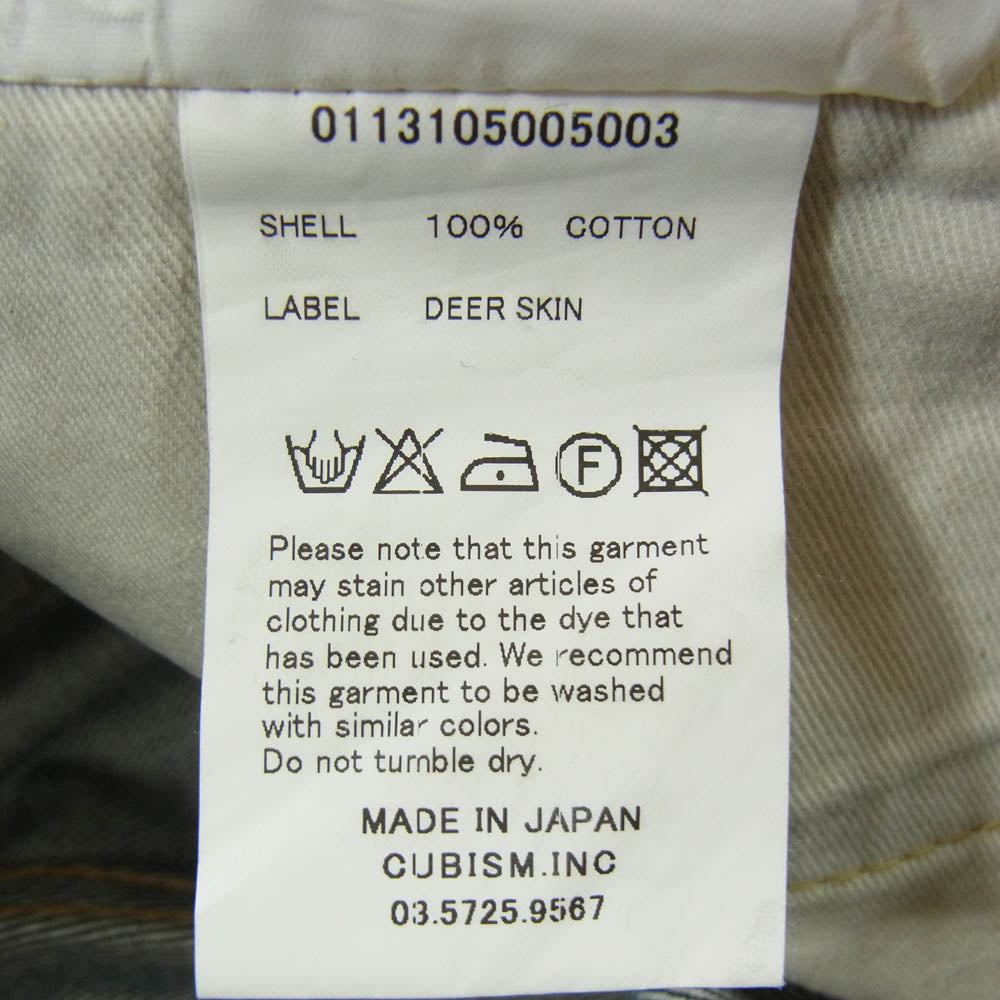 0113105005003
SHELL 100% COTTON
LABEL DEER SKIN
F
Please note that this garment
may stain other articles of
clothing due to the dye that
has been used. We recommend
this garment to be washed
with similar colors.
Do not tumble dry.
MADE IN JAPAN
CUBISM.INC
03.5725.9567